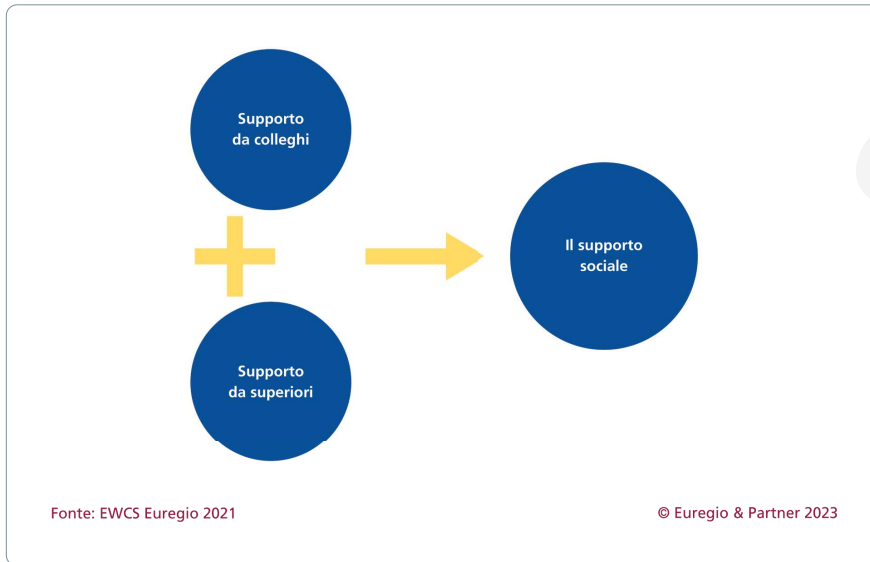 Supporto
da colleghi
Il supporto
sociale
Supporto
da superiori
Fonte: EWCS Euregio 2021
© Euregio & Partner 2023